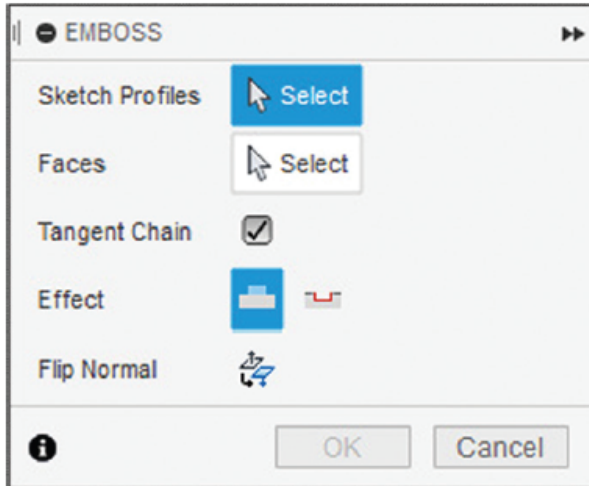 EMBOSS
Sketch Profiles Select
Faces Select
Tangent Chain
Effect
Flip Normal
OK Cancel